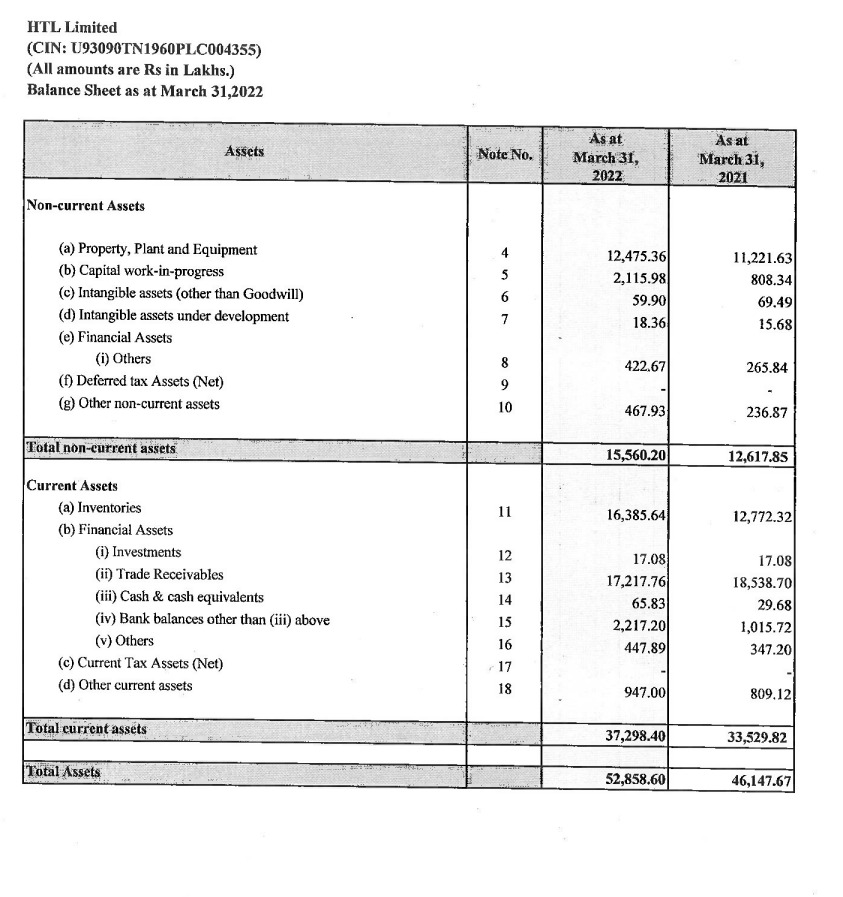 HTL Limited
(CIN: U93090TN1960PLC004355)
(All amounts are Rs in Lakhs.)
Balance Sheet as at March 31,2022
Assets Note No. As at March 31, 2022 As at March 31, 2021
Non-current Assets
(a) Property, Plant and Equipment 4 12,475.36 11,221.63
(b) Capital work-in-progress 5 2,115.98 808.34
(c) Intangible assets (other than Goodwill) 6 59.90 69.49
(d) Intangible assets under development 7 18.36 15.68
(e) Financial Assets
(i) Others 8 422.67 265.84
(f) Deferred tax Assets (Net) 9 - -
(g) Other non-current assets 10 467.93 236.87
Total non-current assets 15,560.20 12,617.85
Current Assets
(a) Inventories 11 16,385.64 12,772.32
(b) Financial Assets
(i) Investments 12 17.08 17.08
(ii) Trade Receivables 13 17,217.76 18,538.70
(iii) Cash & cash equivalents 14 65.83 29.68
(iv) Bank balances other than (iii) above 15 2,217.20 1,015.72
(v) Others 16 447.89 347.20
(c) Current Tax Assets (Net) 17 - -
(d) Other current assets 18 947.00 809.12
Total current assets 37,298.40 33,529.82
Total Assets 52,858.60 46,147.67